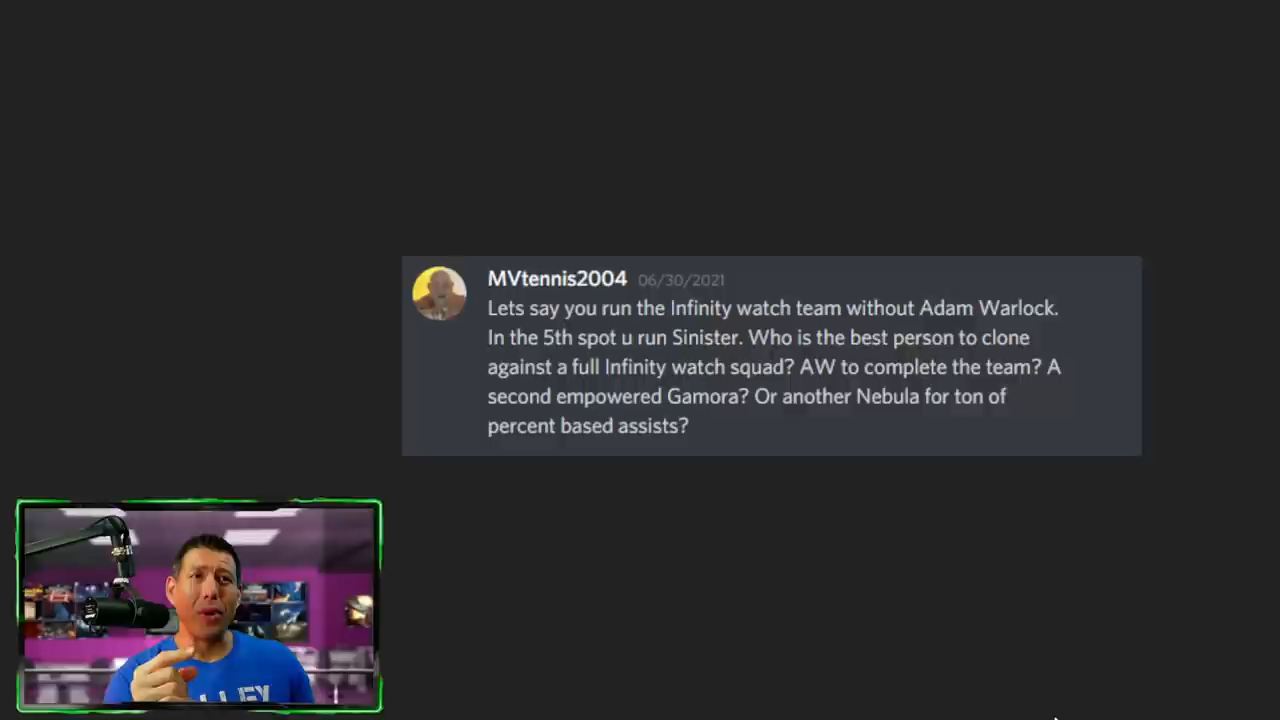 MVtennis2004 06/30/2021
Lets say you run the Infinity watch team without Adam Warlock.
In the 5th spot u run Sinister. Who is the best person to clone
against a full Infinity watch squad? AW to complete the team? A
second empowered Gamora? Or another Nebula for ton of
percent based assists?